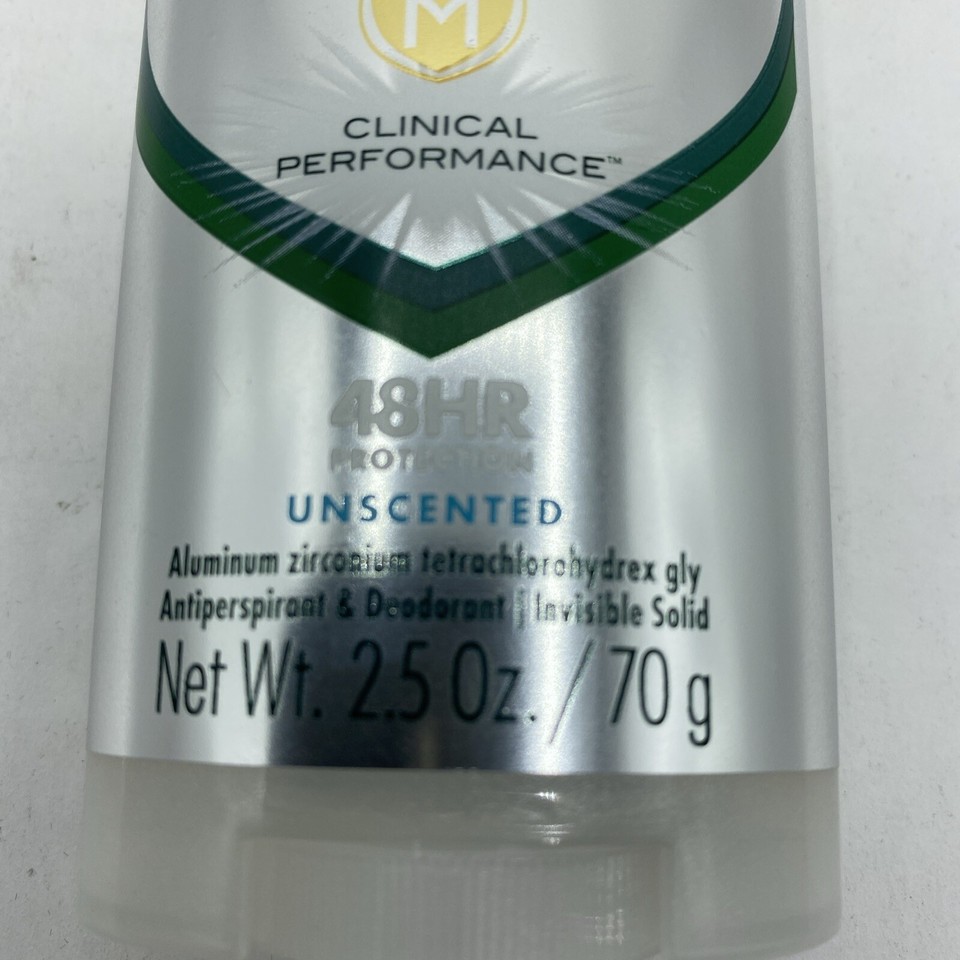 M
CLINICAL
PERFORMANCE™
48HR
PROTECTION
UNSCENTED
Aluminum zirconium tetrachlorohydrex gly
Antiperspirant & Deodorant | Invisible Solid
Net Wt. 2.5 Oz. / 70 g